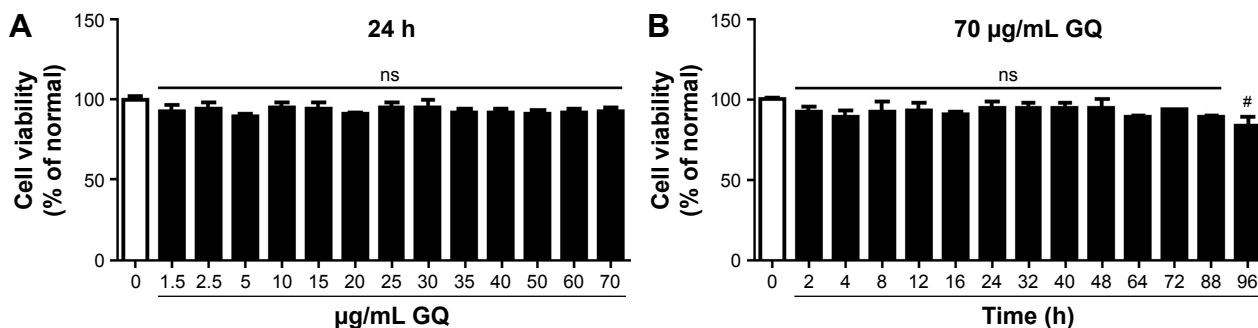 A
24 h
Cell viability
(% of normal)
150
100
50
0
ns
0 1.5 2.5 5 10 15 20 25 30 35 40 50 60 70
µg/mL GQ
B
70 µg/mL GQ
Cell viability
(% of normal)
150
100
50
0
ns
#
0 2 4 8 12 16 24 32 40 48 64 72 88 96
Time (h)